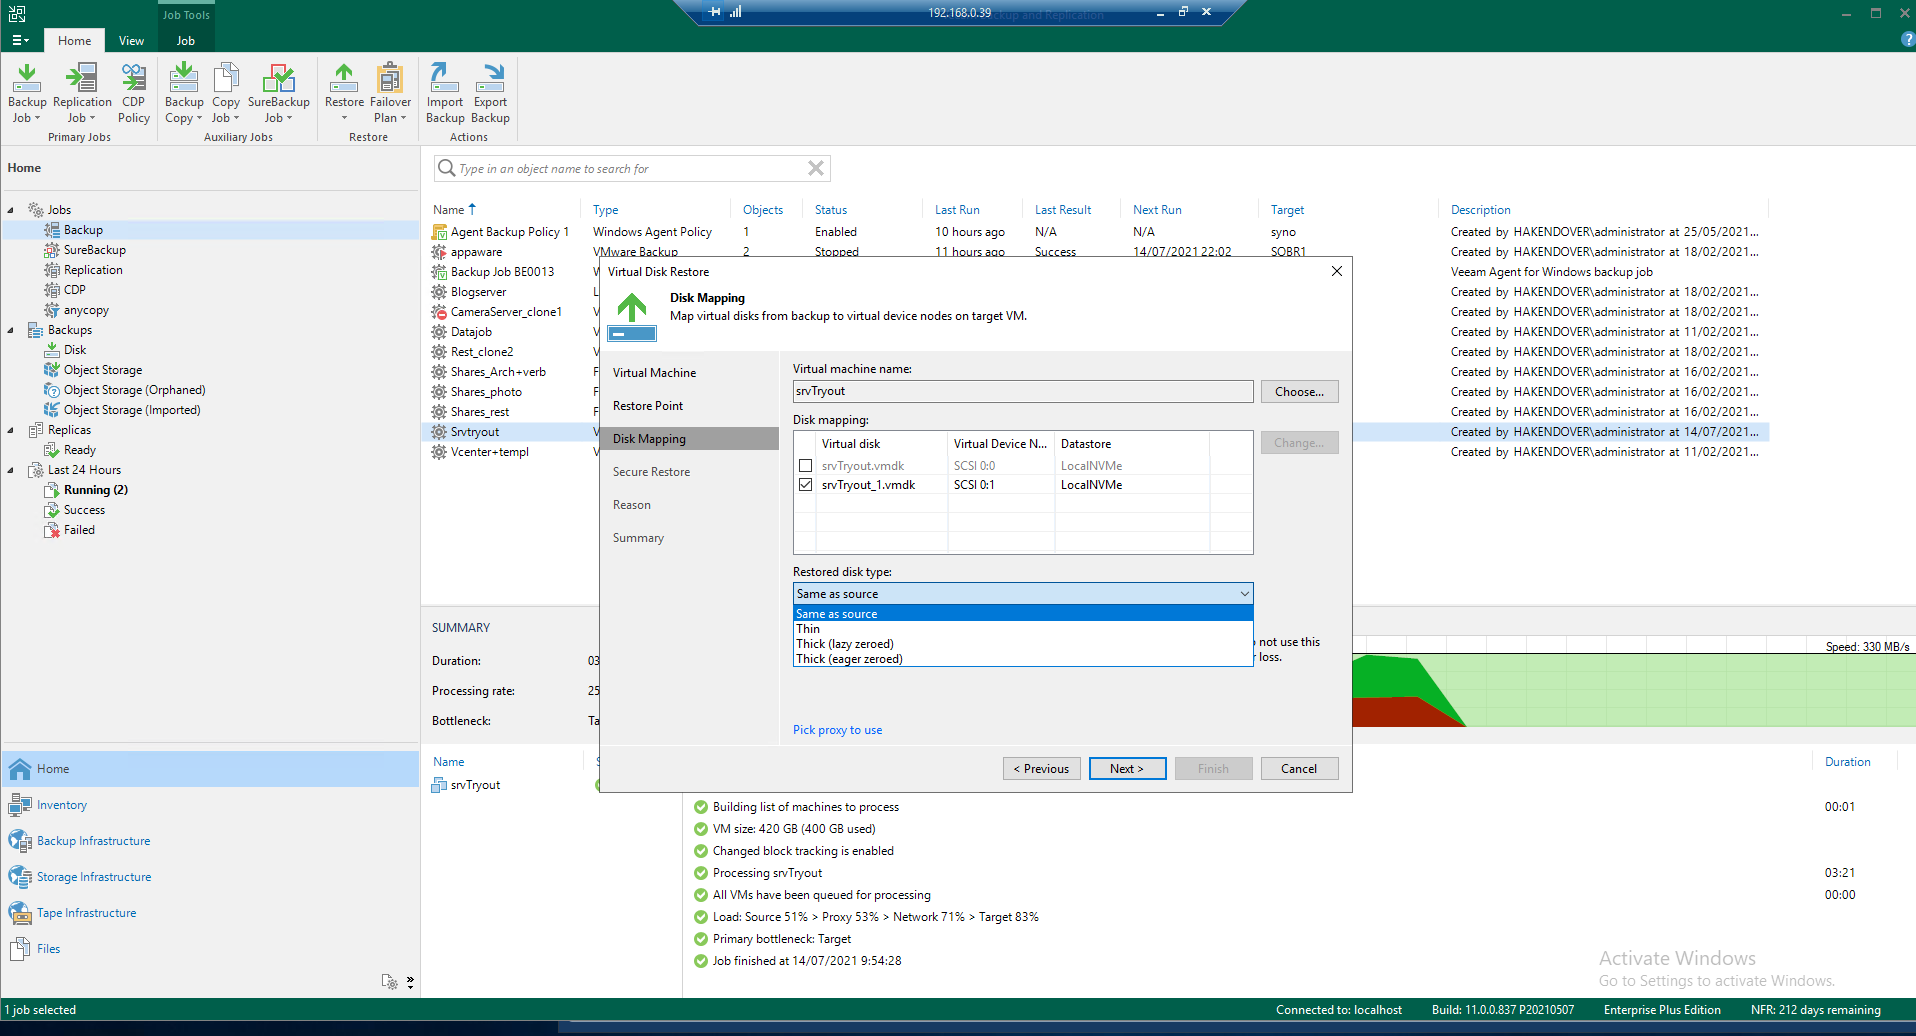 Job Tools
192.168.0.39
ckup and Replication
Home
View
Job
Backup Job
Replication Job
CDP Policy
Backup Copy
Copy Job
SureBackup Job
Restore
Failover Plan
Import Backup
Export Backup
Primary Jobs
Auxiliary Jobs
Restore
Actions
Home
Type in an object name to search for
Jobs
Backup
SureBackup
Replication
CDP
anycopy
Backups
Disk
Object Storage
Object Storage (Orphaned)
Object Storage (Imported)
Replicas
Ready
Last 24 Hours
Running (2)
Success
Failed
Name Type Objects Status Last Run Last Result Next Run Target Description
Agent Backup Policy 1 Windows Agent Policy 1 Enabled 10 hours ago N/A N/A syno Created by HAKENDOVER\administrator at 25/05/2021...
appaware VMware Backup 2 Stopped 11 hours ago Success 14/07/2021 22:02 SOBR1 Created by HAKENDOVER\administrator at 18/02/2021...
Backup Job BE0013 W Veeam Agent for Windows backup job
Blogserver L Created by HAKENDOVER\administrator at 18/02/2021...
CameraServer_clone1 V Created by HAKENDOVER\administrator at 18/02/2021...
Datajob V Created by HAKENDOVER\administrator at 11/02/2021...
Rest_clone2 V Created by HAKENDOVER\administrator at 18/02/2021...
Shares_Arch+verb F Created by HAKENDOVER\administrator at 16/02/2021...
Shares_photo F Created by HAKENDOVER\administrator at 16/02/2021...
Shares_rest F Created by HAKENDOVER\administrator at 16/02/2021...
Srvtryout V Created by HAKENDOVER\administrator at 14/07/2021...
Vcenter+templ V Created by HAKENDOVER\administrator at 11/02/2021...
Virtual Disk Restore
Disk Mapping
Map virtual disks from backup to virtual device nodes on target VM.
Virtual Machine
Restore Point
Disk Mapping
Secure Restore
Reason
Summary
Virtual machine name:
srvTryout
Choose...
Disk mapping:
Change...
Virtual disk Virtual Device N... Datastore
srvTryout.vmdk SCSI 0:0 LocalNVMe
srvTryout_1.vmdk SCSI 0:1 LocalNVMe
Restored disk type:
Same as source
Same as source
Thin
Thick (lazy zeroed)
Thick (eager zeroed)
not use this
loss.
Pick proxy to use
< Previous
Next >
Finish
Cancel
SUMMARY
Duration: 03
Processing rate: 25
Bottleneck: Ta
Speed: 330 MB/s
Home
Inventory
Backup Infrastructure
Storage Infrastructure
Tape Infrastructure
Files
Name S
srvTryout
Duration
Building list of machines to process 00:01
VM size: 420 GB (400 GB used)
Changed block tracking is enabled
Processing srvTryout 03:21
All VMs have been queued for processing 00:00
Load: Source 51% > Proxy 53% > Network 71% > Target 83%
Primary bottleneck: Target
Job finished at 14/07/2021 9:54:28
Activate Windows
Go to Settings to activate Windows.
1 job selected
Connected to: localhost
Build: 11.0.0.837 P20210507
Enterprise Plus Edition
NFR: 212 days remaining